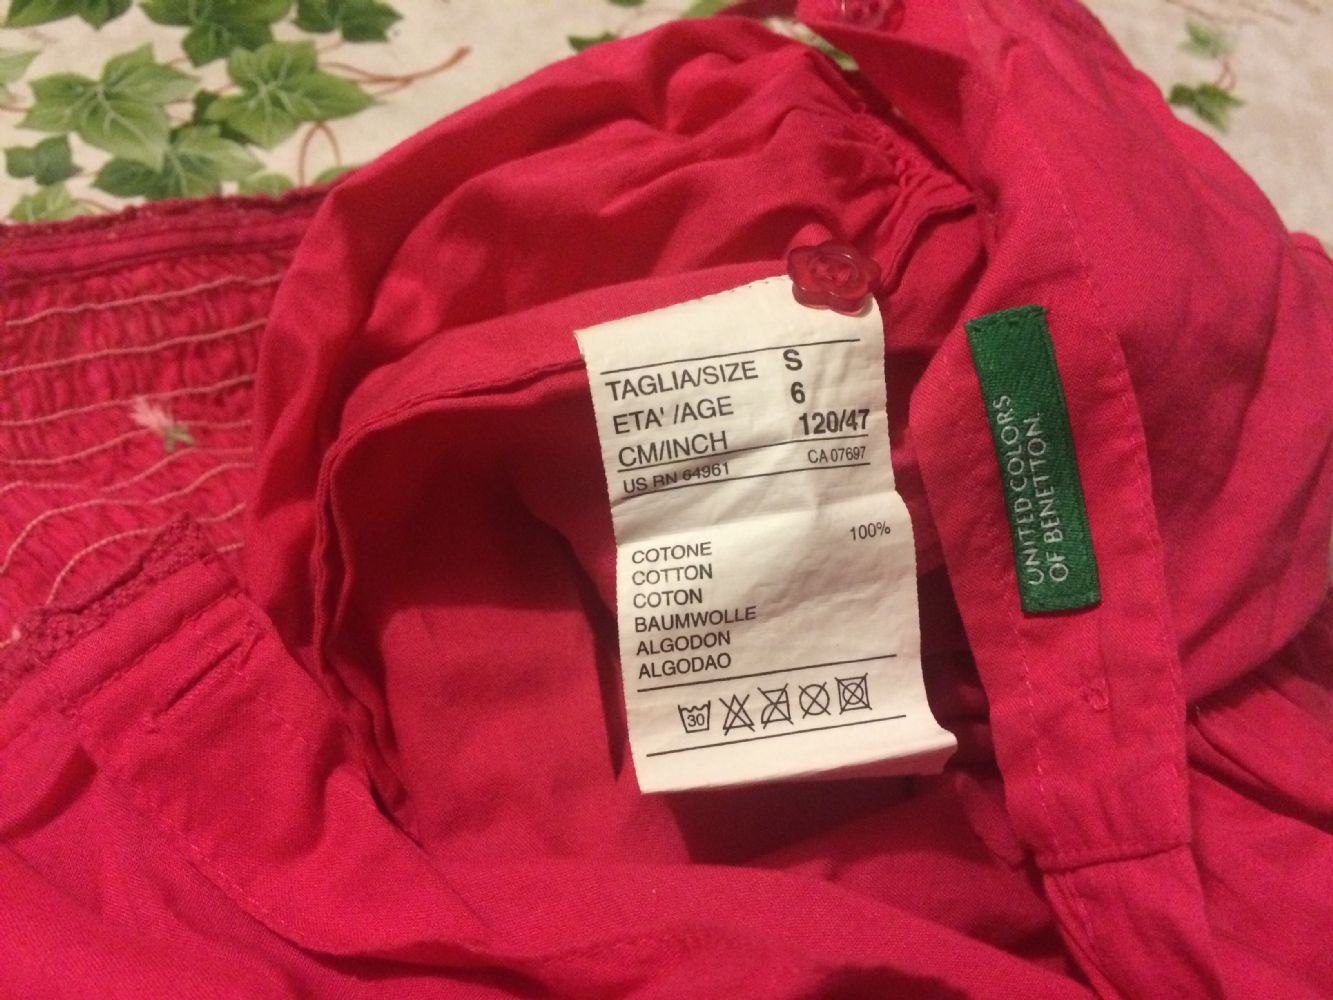 TAGLIA/SIZE S
ETA' /AGE 6
CM/INCH 120/47
US RN 64961 CA 07697
100%
COTONE
COTTON
COTON
BAUMWOLLE
ALGODON
ALGODAO
30
UNITED COLORS
OF BENETTON.